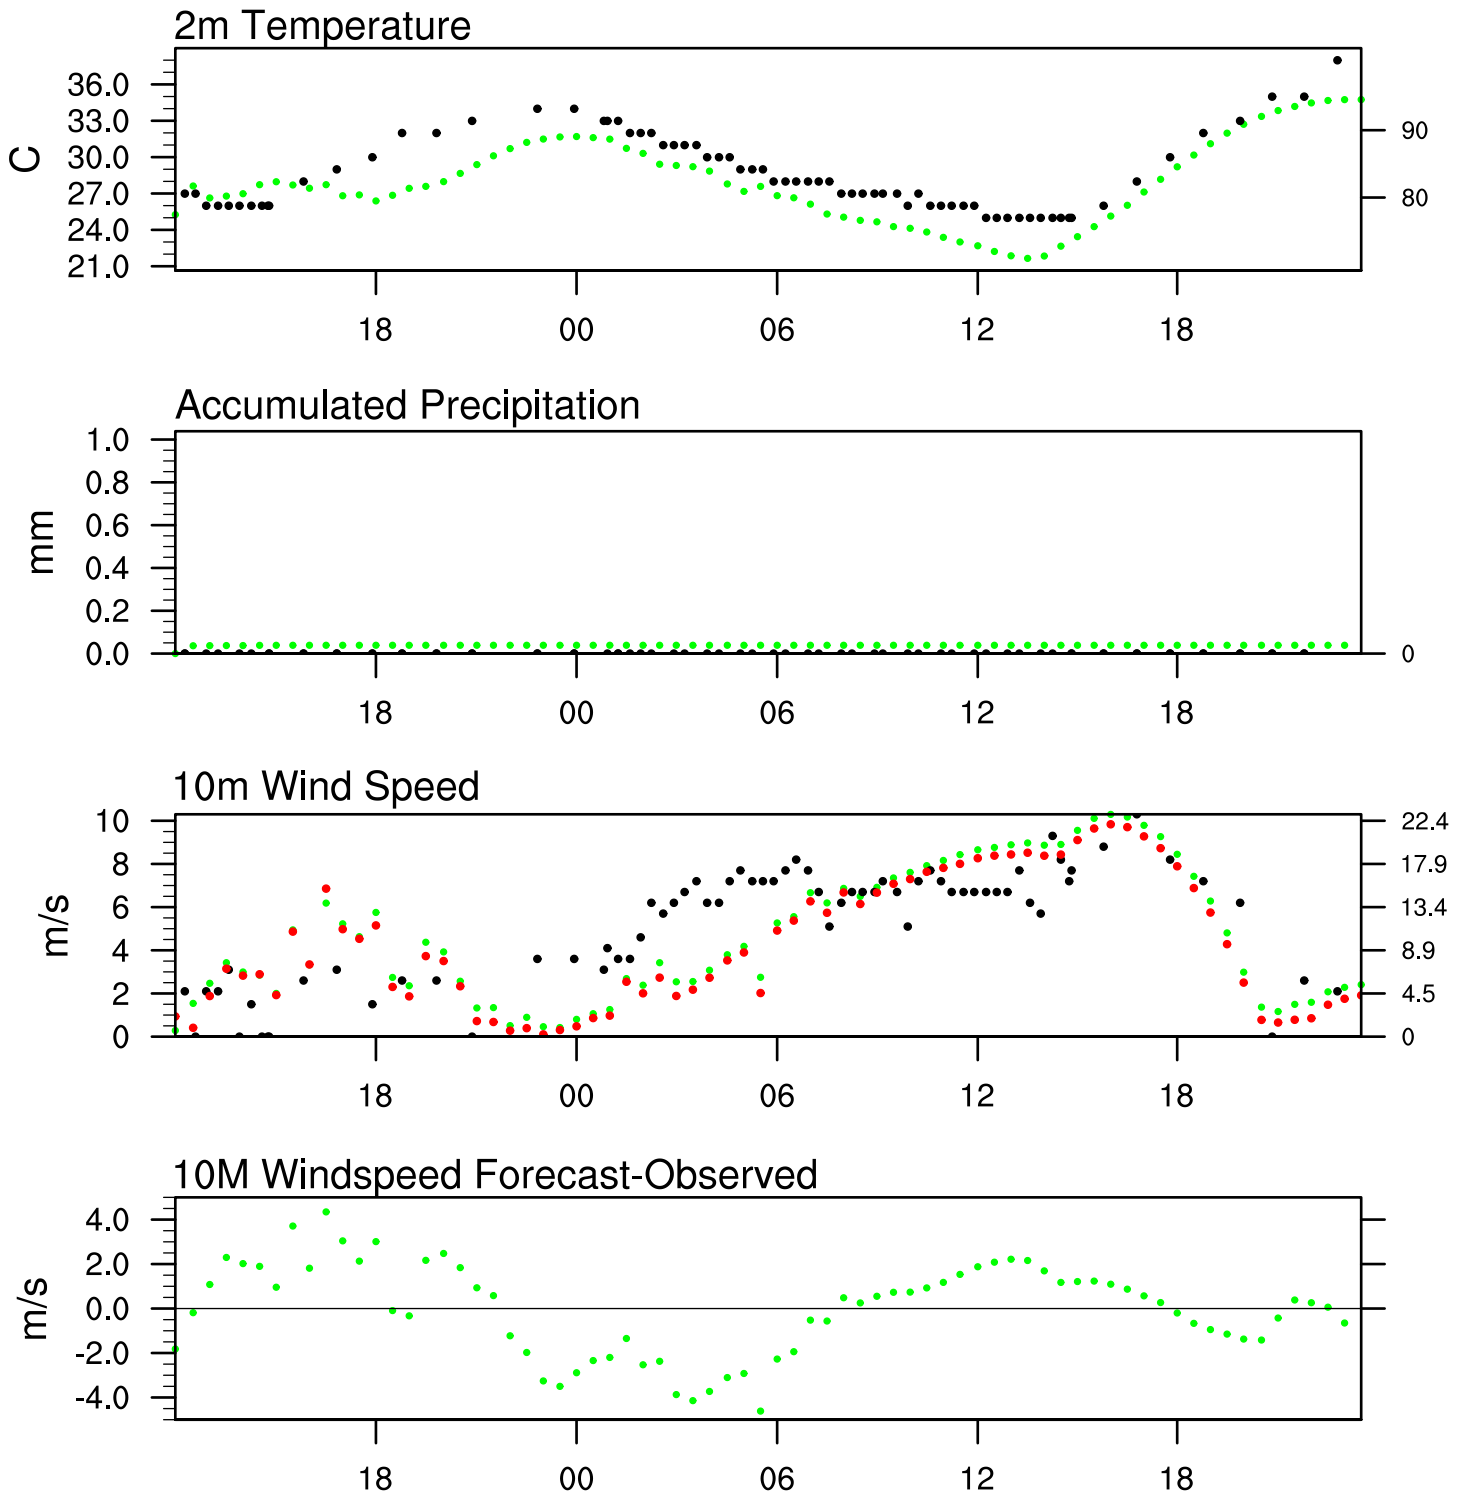 2m Temperature
36.0
33.0
30.0
27.0
24.0
21.0
C
90
80
18 00 06 12 18
Accumulated Precipitation
1.0
0.8
0.6
0.4
0.2
0.0
mm
0
18 00 06 12 18
10m Wind Speed
10
8
6
4
2
0
m/s
22.4
17.9
13.4
8.9
4.5
0
18 00 06 12 18
10M Windspeed Forecast-Observed
4.0
2.0
0.0
-2.0
-4.0
m/s
18 00 06 12 18